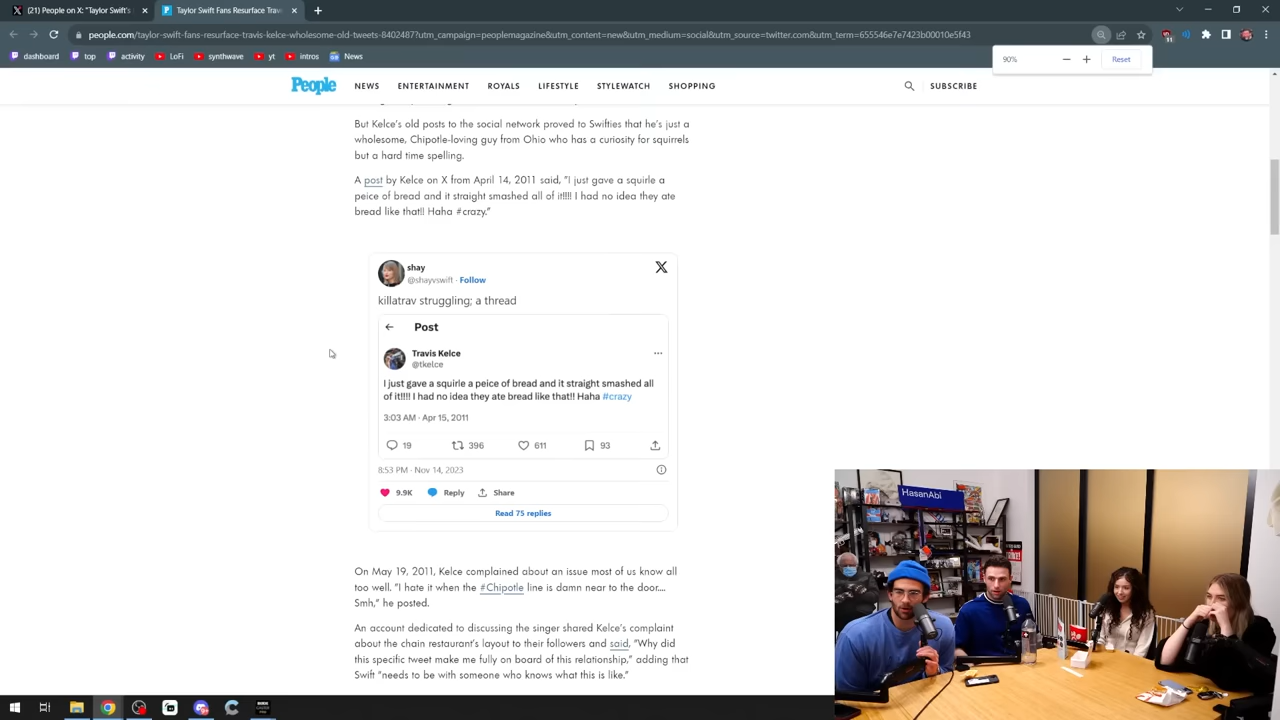 (21) People on X: "Taylor Swift's
Taylor Swift Fans Resurface Trave
people.com/taylor-swift-fans-resurface-travis-kelce-wholesome-old-tweets-8402487?utm_campaign=peoplemagazine&utm_content=new&utm_medium=social&utm_source=twitter.com&utm_term=655546e7e7423b00010e5f43
dashboard
top
activity
LoFi
synthwave
yt
intros
News
90%
Reset
People
NEWS
ENTERTAINMENT
ROYALS
LIFESTYLE
STYLEWATCH
SHOPPING
SUBSCRIBE
But Kelce's old posts to the social network proved to Swifties that he's just a
wholesome, Chipotle-loving guy from Ohio who has a curiosity for squirrels
but a hard time spelling.
A post by Kelce on X from April 14, 2011 said, "I just gave a squirle a
peice of bread and it straight smashed all of it!!!! I had no idea they ate
bread like that!! Haha #crazy."
shay
@shayvswift · Follow
killatrav struggling; a thread
Post
Travis Kelce
@tkelce
I just gave a squirle a peice of bread and it straight smashed all
of it!!!! I had no idea they ate bread like that!! Haha #crazy
3:03 AM · Apr 15, 2011
19
396
611
93
8:53 PM · Nov 14, 2023
9.9K
Reply
Share
Read 75 replies
On May 19, 2011, Kelce complained about an issue most of us know all
too well. "I hate it when the #Chipotle line is damn near to the door....
Smh," he posted.
An account dedicated to discussing the singer shared Kelce's complaint
about the chain restaurant's layout to their followers and said, "Why did
this specific tweet make me fully on board of this relationship," adding that
Swift "needs to be with someone who knows what this is like."
HasanAbi